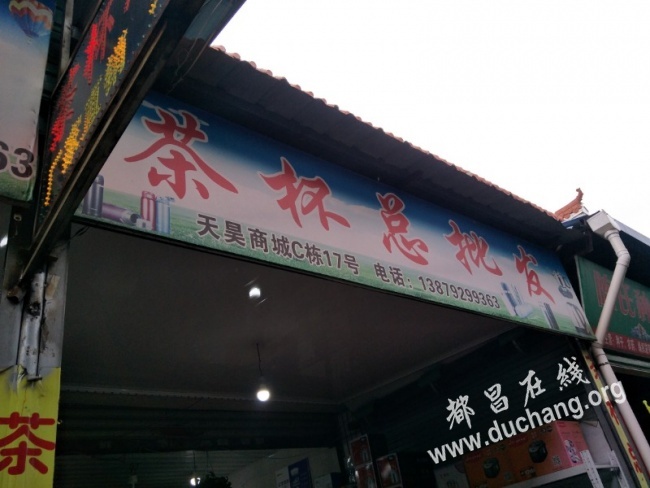 茶杯总批发
天昊商城C栋17号 电话：13879299363
63
茶
都昌在线
www.duchang.org